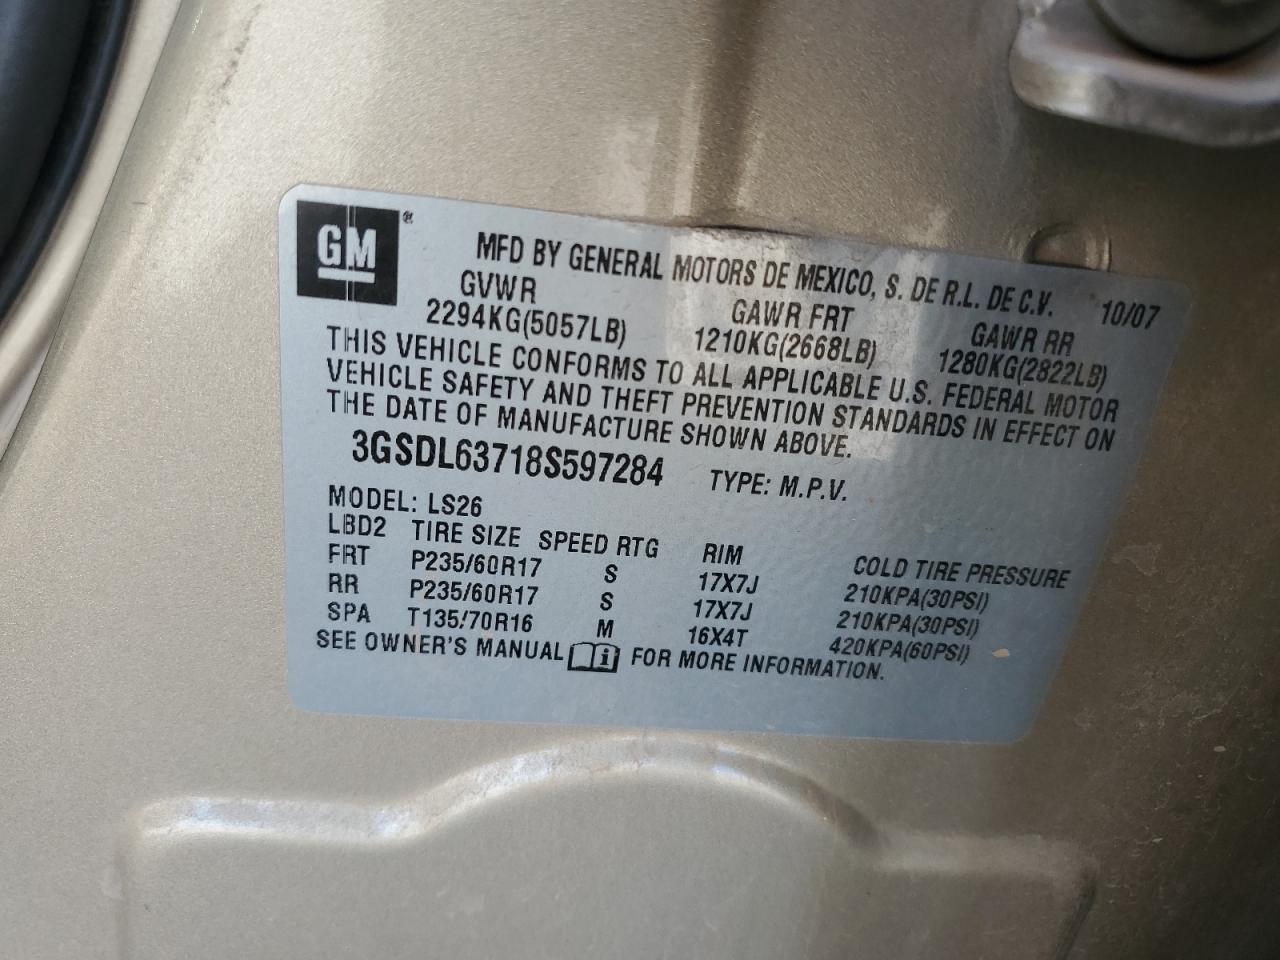 GM ®
MFD BY GENERAL MOTORS DE MEXICO, S. DE R.L. DE C.V. 10/07
GVWR GAWR FRT GAWR RR
2294KG(5057LB) 1210KG(2668LB) 1280KG(2822LB)
THIS VEHICLE CONFORMS TO ALL APPLICABLE U.S. FEDERAL MOTOR
VEHICLE SAFETY AND THEFT PREVENTION STANDARDS IN EFFECT ON
THE DATE OF MANUFACTURE SHOWN ABOVE.
3GSDL63718S597284 TYPE: M.P.V.
MODEL: LS26
LBD2 TIRE SIZE SPEED RTG RIM COLD TIRE PRESSURE
FRT P235/60R17 S 17X7J 210KPA(30PSI)
RR P235/60R17 S 17X7J 210KPA(30PSI)
SPA T135/70R16 M 16X4T 420KPA(60PSI)
SEE OWNER'S MANUAL i FOR MORE INFORMATION.